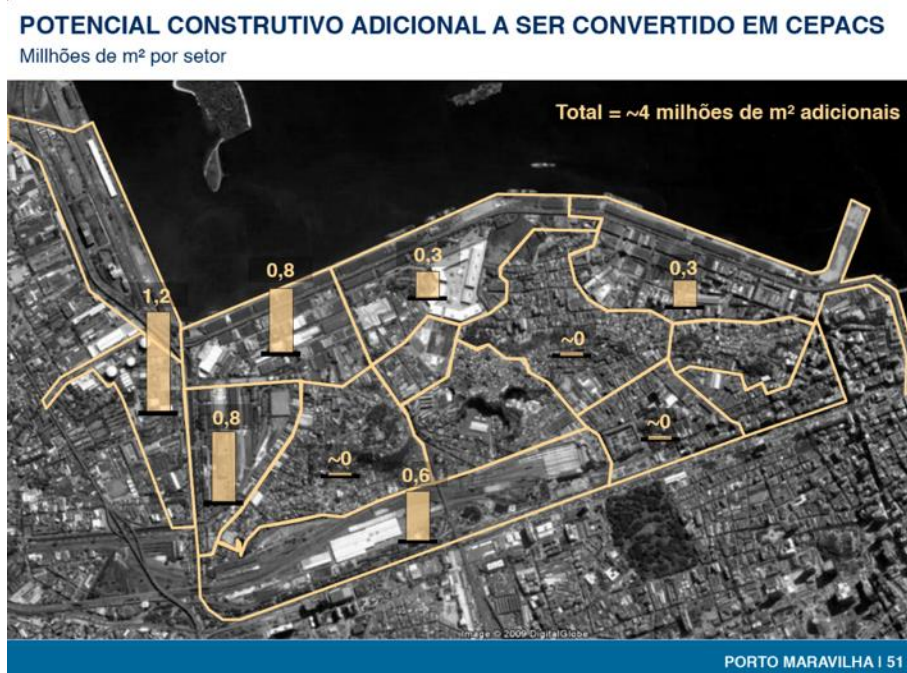 POTENCIAL CONSTRUTIVO ADICIONAL A SER CONVERTIDO EM CEPACS
Millhões de m² por setor
Total = ~4 milhões de m² adicionais
1,2
0,8
0,3
0,3
~0
0,8
~0
0,6
~0
Image © 2009 DigitalGlobe
PORTO MARAVILHA | 51